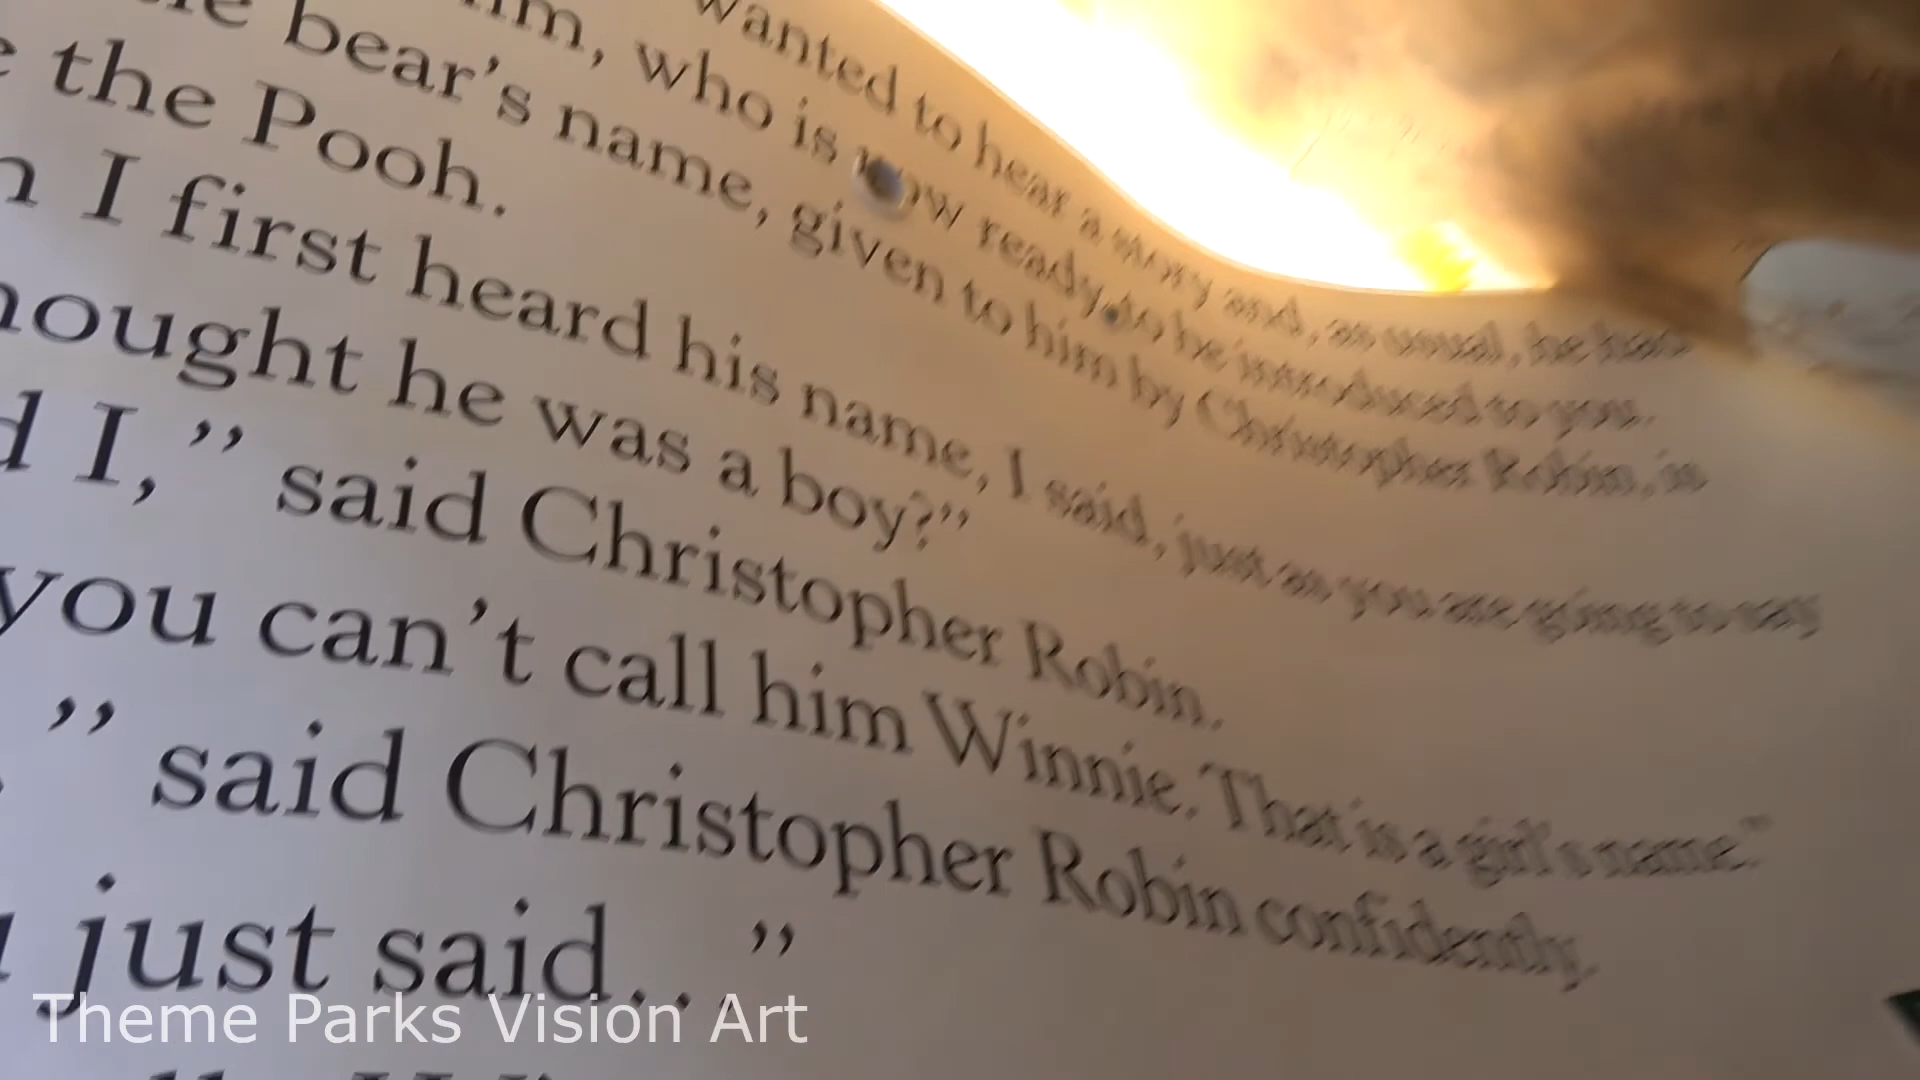 wanted to hear a story and, as usual, he had
him, who is now ready to be introduced to you.
bear's name, given to him by Christopher Robin, is
the Pooh.
I first heard his name, I said, just as you are going to say
he was a boy?”
I,” said Christopher Robin.
you can't call him Winnie. That is a girl's name.”
” said Christopher Robin confidently.
just said. . .”
Theme Parks Vision Art